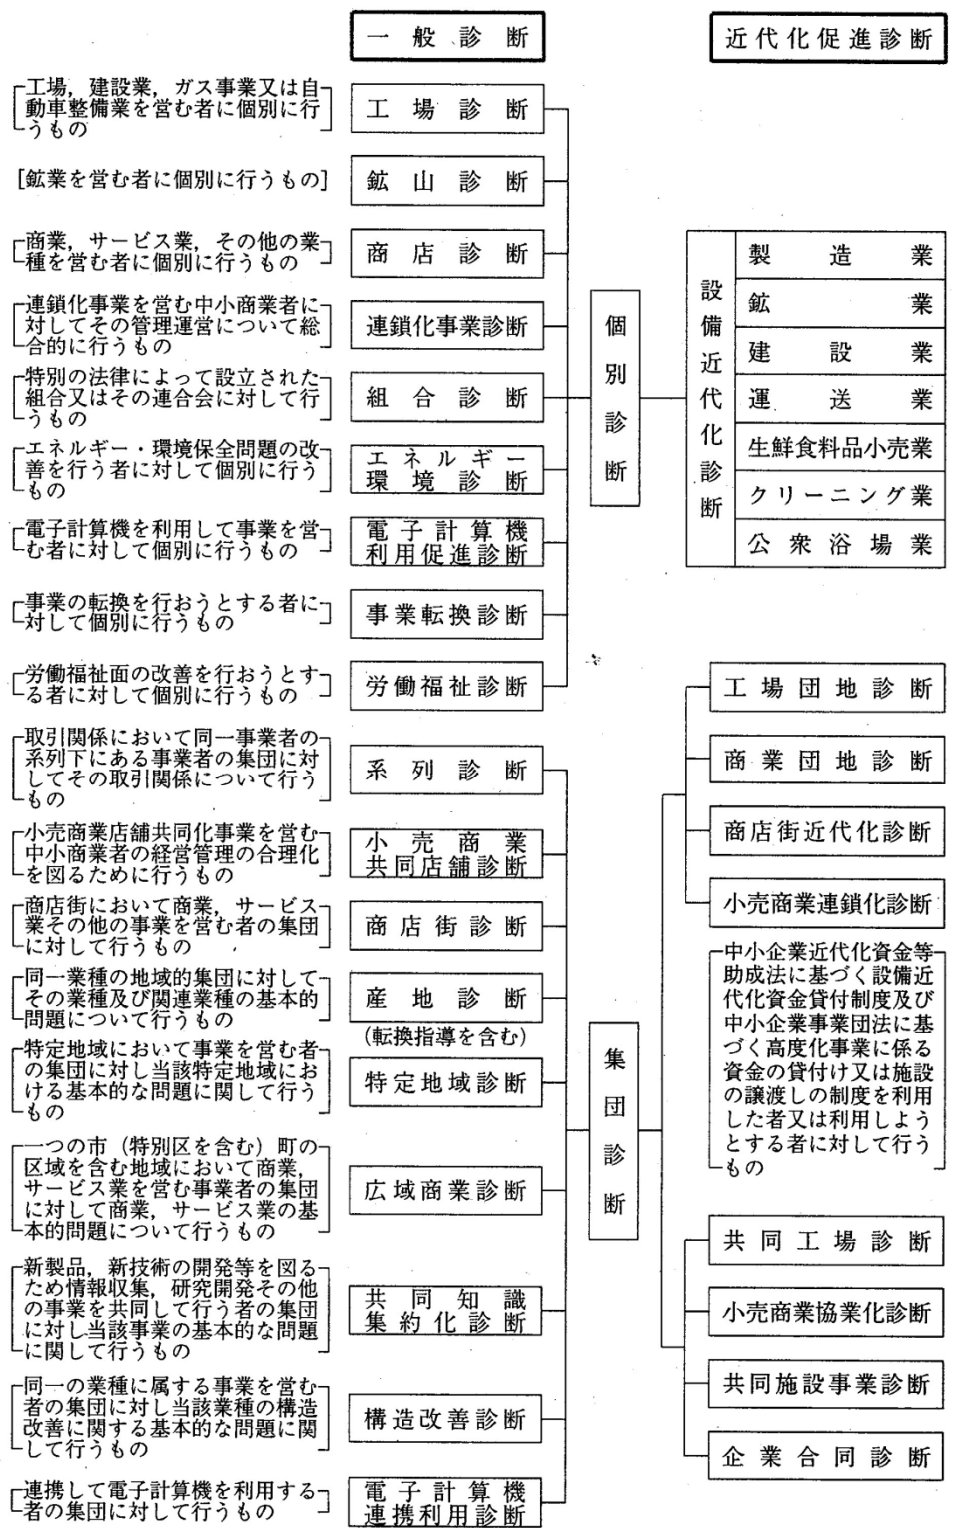 一般診断
近代化促進診断
工場，建設業，ガス事業又は自
動車整備業を営む者に個別に行
うもの
工場診断
[鉱業を営む者に個別に行うもの]
鉱山診断
商業，サービス業，その他の業
種を営む者に個別に行うもの
商店診断
連鎖化事業を営む中小商業者に
対してその管理運営について総
合的に行うもの
連鎖化事業診断
特別の法律によって設立された
組合又はその連合会に対して行
うもの
組合診断
エネルギー・環境保全問題の改
善を行う者に対して個別に行う
もの
エネルギー
環境診断
電子計算機を利用して事業を営
む者に対して個別に行うもの
電子計算機
利用促進診断
事業の転換を行おうとする者に
対して個別に行うもの
事業転換診断
労働福祉面の改善を行おうとす
る者に対して個別に行うもの
労働福祉診断
個別診断
設備近代化診断
製造業
鉱業
建設業
運送業
生鮮食料品小売業
クリーニング業
公衆浴場業
取引関係において同一事業者の
系列下にある事業者の集団に対
してその取引関係について行う
もの
系列診断
小売商業店舗共同化事業を営む
中小商業者の経営管理の合理化
を図るために行うもの
小売商業
共同店舗診断
商店街において商業，サービス
業その他の事業を営む者の集団
に対して行うもの
商店街診断
同一業種の地域的集団に対して
その業種及び関連業種の基本的
問題について行うもの
産地診断
(転換指導を含む)
特定地域において事業を営む者
の集団に対し当該特定地域にお
ける基本的な問題に関して行う
もの
特定地域診断
一つの市（特別区を含む）町の
区域を含む地域において商業，
サービス業を営む事業者の集団
に対して商業，サービス業の基
本的問題について行うもの
広域商業診断
新製品，新技術の開発等を図る
ため情報収集，研究開発その他
の事業を共同して行う者の集団
に対し当該事業の基本的な問題
に関して行うもの
共同知識
集約化診断
同一の業種に属する事業を営む
者の集団に対し当該業種の構造
改善に関する基本的な問題に関
して行うもの
構造改善診断
連携して電子計算機を利用する
者の集団に対して行うもの
電子計算機
連携利用診断
集団診断
工場団地診断
商業団地診断
商店街近代化診断
小売商業連鎖化診断
中小企業近代化資金等
助成法に基づく設備近
代化資金貸付制度及び
中小企業事業団法に基
づく高度化事業に係る
資金の貸付け又は施設
の譲渡しの制度を利用
した者又は利用しよう
とする者に対して行う
もの
共同工場診断
小売商業協業化診断
共同施設事業診断
企業合同診断